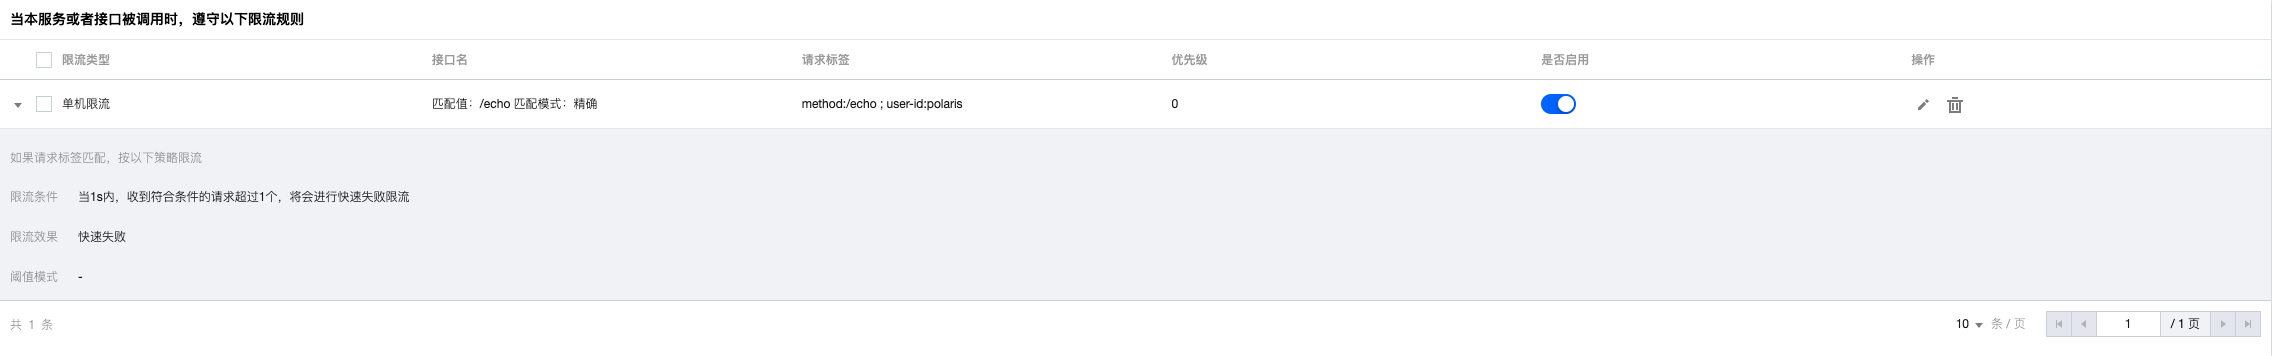 当本服务或者接口被调用时，遵守以下限流规则
限流类型 接口名 请求标签 优先级 是否启用 操作
单机限流 匹配值：/echo 匹配模式：精确 method:/echo ; user-id:polaris 0
如果请求标签匹配，按以下策略限流
限流条件 当1s内，收到符合条件的请求超过1个，将会进行快速失败限流
限流效果 快速失败
阈值模式 -
共 1 条 10 条 / 页 1 / 1 页